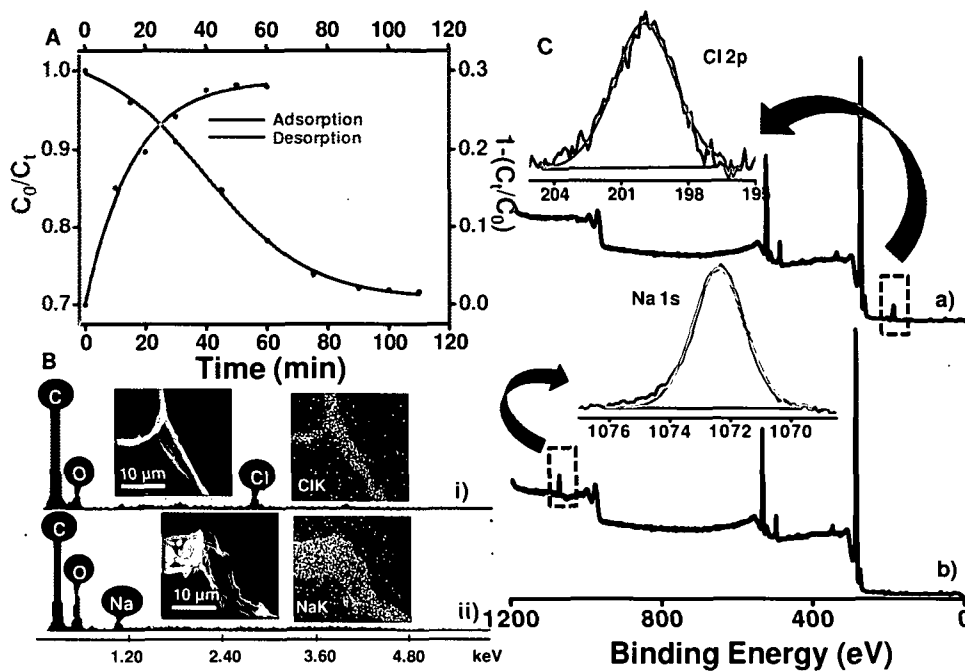 A
0 20 40 60 80 100 120
1.0
0.9
0.8
0.7
C₀/Cₜ
0.3
0.2
0.1
0.0
1-(Cₜ/C₀)
Adsorption
Desorption
0 20 40 60 80 100 120
Time (min)
B
C
O
10 µm
Cl
ClK
i)
C
O
Na
10 µm
NaK
ii)
1.20 2.40 3.60 4.80 keV
C
Cl 2p
204 201 198 195
a)
Na 1s
1076 1074 1072 1070
b)
1200 800 400 0
Binding Energy (eV)